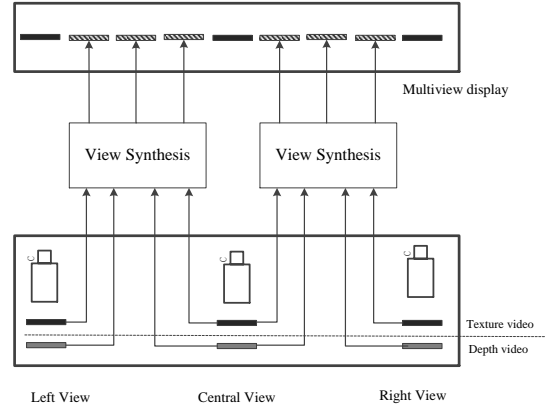 Multiview display
View Synthesis
View Synthesis
C
C
C
Texture video
Depth video
Left View
Central View
Right View